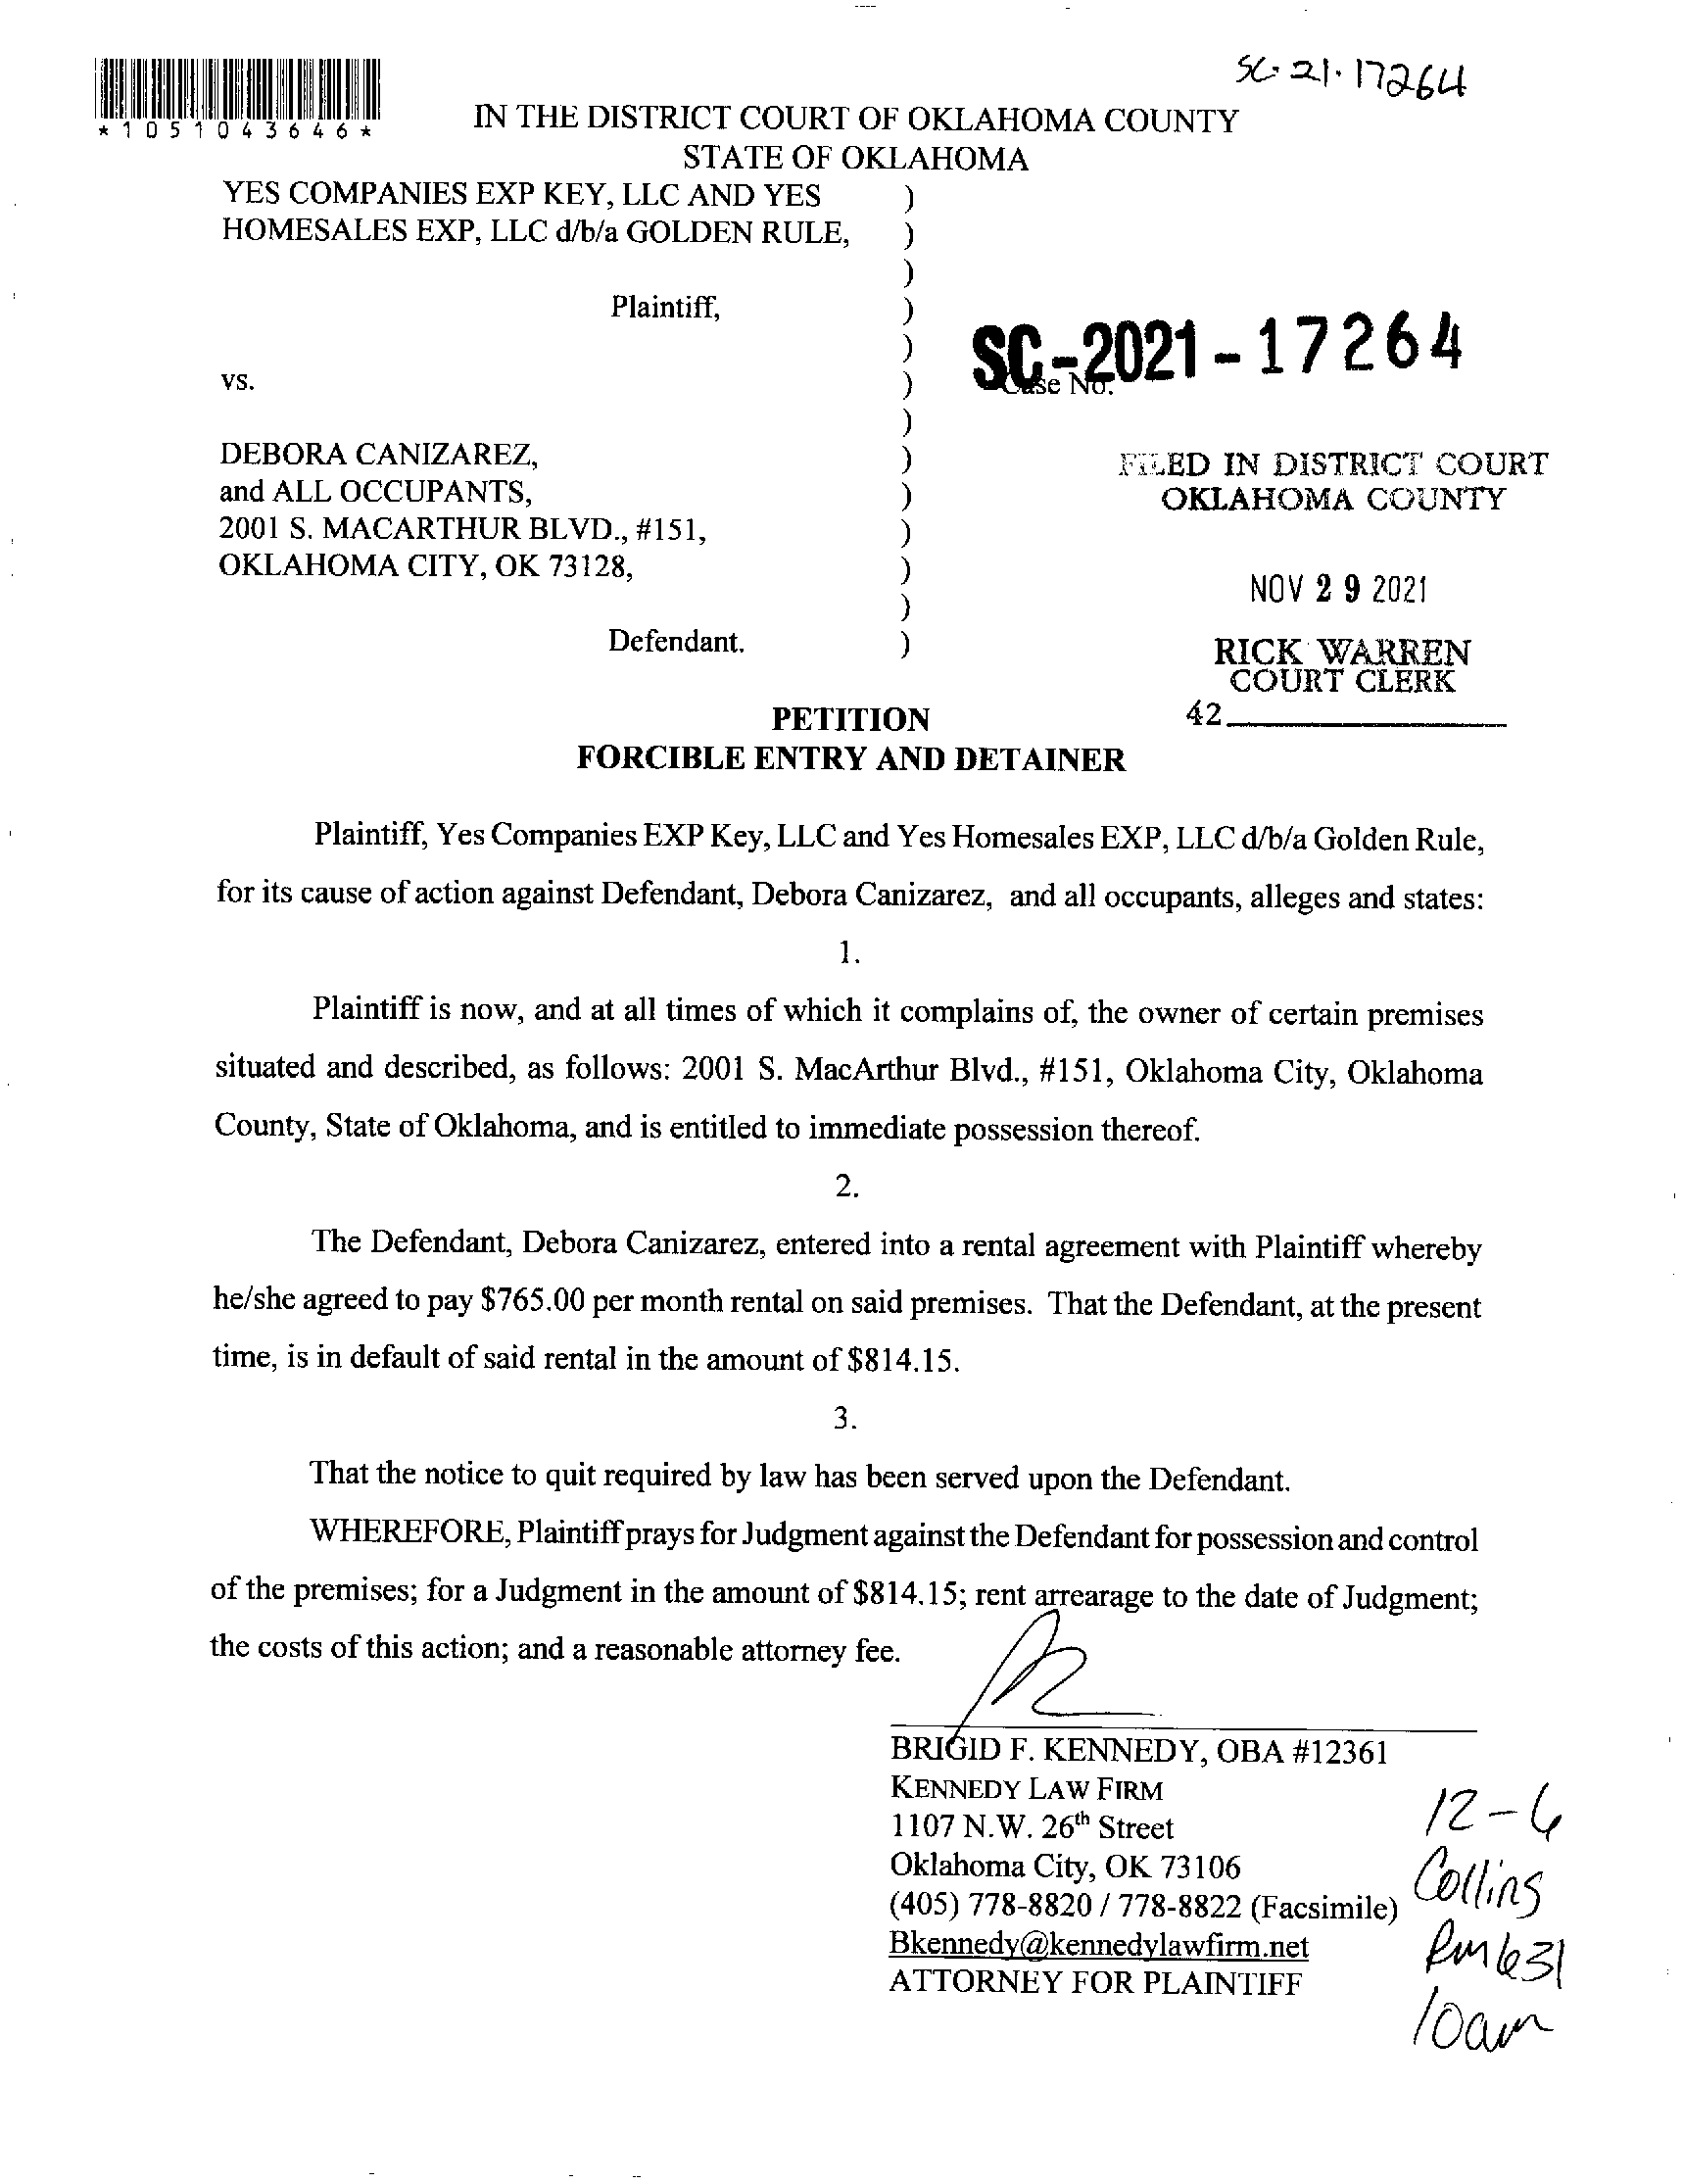 SC-21-17264
*1051043646*
IN THE DISTRICT COURT OF OKLAHOMA COUNTY
STATE OF OKLAHOMA
YES COMPANIES EXP KEY, LLC AND YES )
HOMESALES EXP, LLC d/b/a GOLDEN RULE, )
)
Plaintiff, )
)
SC-2021-17264
vs. ) Case No.
)
DEBORA CANIZAREZ, )
and ALL OCCUPANTS, )
2001 S. MACARTHUR BLVD., #151, )
OKLAHOMA CITY, OK 73128, )
)
Defendant. )
FILED IN DISTRICT COURT
OKLAHOMA COUNTY
NOV 29 2021
RICK WARREN
COURT CLERK
42
PETITION
FORCIBLE ENTRY AND DETAINER
Plaintiff, Yes Companies EXP Key, LLC and Yes Homesales EXP, LLC d/b/a Golden Rule,
for its cause of action against Defendant, Debora Canizarez, and all occupants, alleges and states:
1.
Plaintiff is now, and at all times of which it complains of, the owner of certain premises
situated and described, as follows: 2001 S. MacArthur Blvd., #151, Oklahoma City, Oklahoma
County, State of Oklahoma, and is entitled to immediate possession thereof.
2.
The Defendant, Debora Canizarez, entered into a rental agreement with Plaintiff whereby
he/she agreed to pay $765.00 per month rental on said premises. That the Defendant, at the present
time, is in default of said rental in the amount of $814.15.
3.
That the notice to quit required by law has been served upon the Defendant.
WHEREFORE, Plaintiff prays for Judgment against the Defendant for possession and control
of the premises; for a Judgment in the amount of $814.15; rent arrearage to the date of Judgment;
the costs of this action; and a reasonable attorney fee.
BRIGID F. KENNEDY, OBA #12361
KENNEDY LAW FIRM
1107 N.W. 26th Street
Oklahoma City, OK 73106
(405) 778-8820 / 778-8822 (Facsimile)
Bkennedy@kennedylawfirm.net
ATTORNEY FOR PLAINTIFF
12-6
Collins
Rm 631
10am